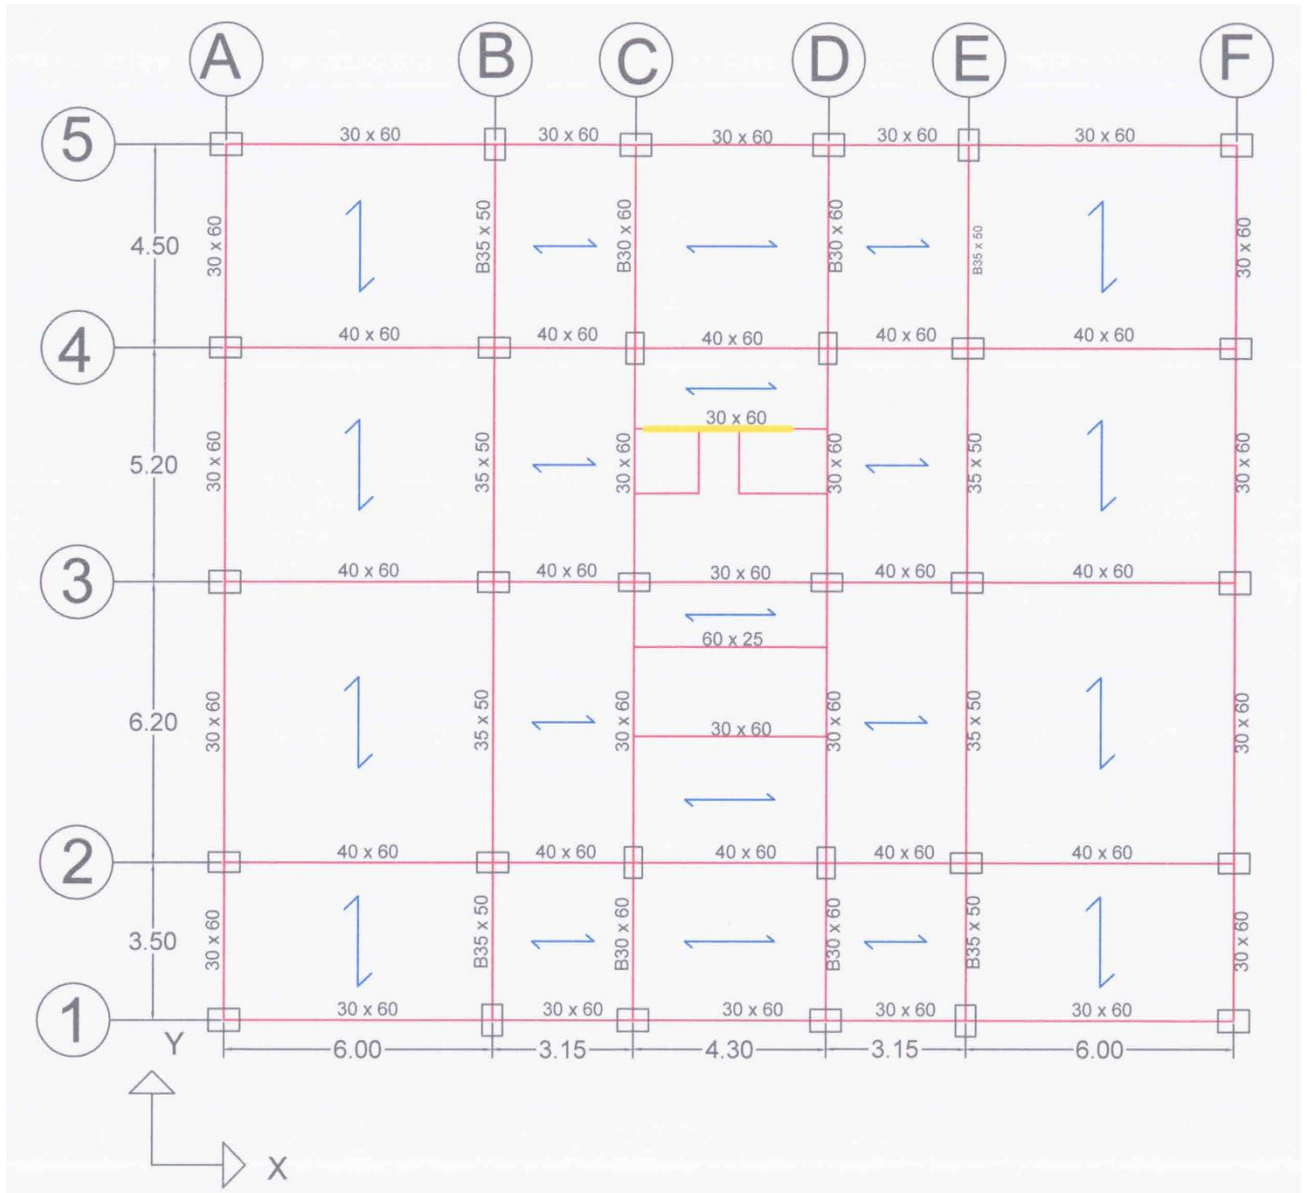 A B C D E F
5 30 x 60 30 x 60 30 x 60 30 x 60 30 x 60
4.50 30 x 60 B35 x 50 B30 x 60 B30 x 60 B35 x 50 30 x 60
4 40 x 60 40 x 60 40 x 60 40 x 60 40 x 60
30 x 60
5.20 30 x 60 35 x 50 30 x 60 30 x 60 35 x 50 30 x 60
3 40 x 60 40 x 60 30 x 60 40 x 60 40 x 60
60 x 25
6.20 30 x 60 35 x 50 30 x 60 30 x 60 35 x 50 30 x 60
30 x 60
2 40 x 60 40 x 60 40 x 60 40 x 60 40 x 60
3.50 30 x 60 B35 x 50 B30 x 60 B30 x 60 B35 x 50 30 x 60
1 30 x 60 30 x 60 30 x 60 30 x 60 30 x 60
6.00 3.15 4.30 3.15 6.00
Y
X